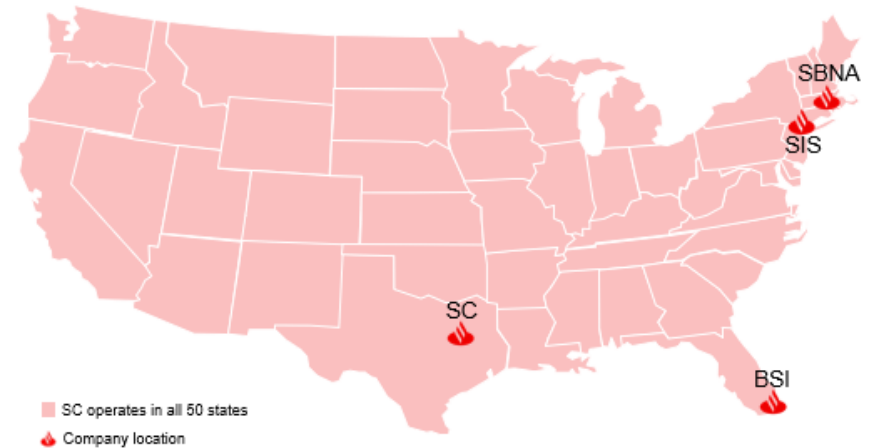 SBNA
SIS
SC
BSI
SC operates in all 50 states
Company location